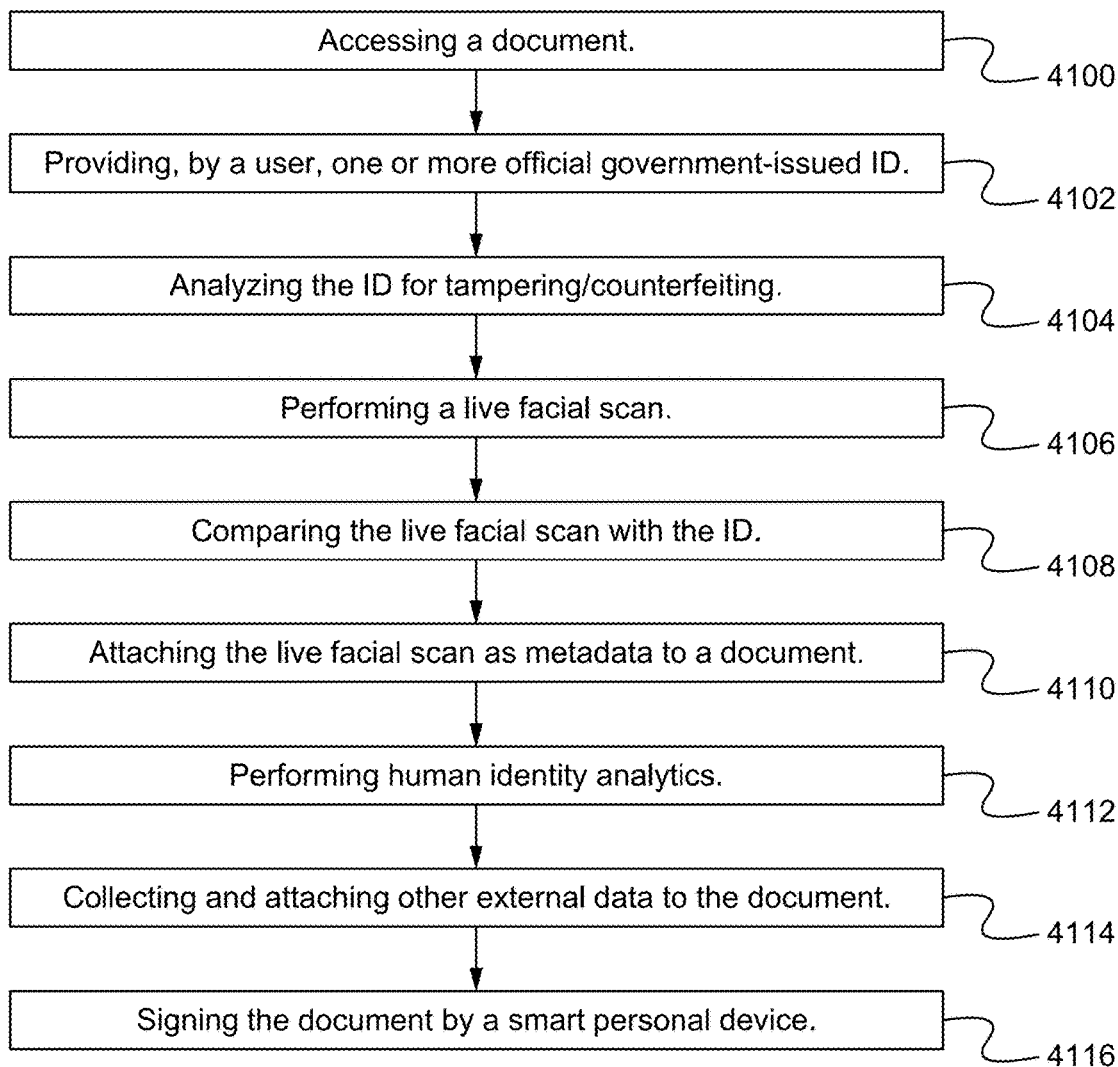 Accessing a document.
4100
Providing, by a user, one or more official government-issued ID.
4102
Analyzing the ID for tampering/counterfeiting.
4104
Performing a live facial scan.
4106
Comparing the live facial scan with the ID.
4108
Attaching the live facial scan as metadata to a document.
4110
Performing human identity analytics.
4112
Collecting and attaching other external data to the document.
4114
Signing the document by a smart personal device.
4116